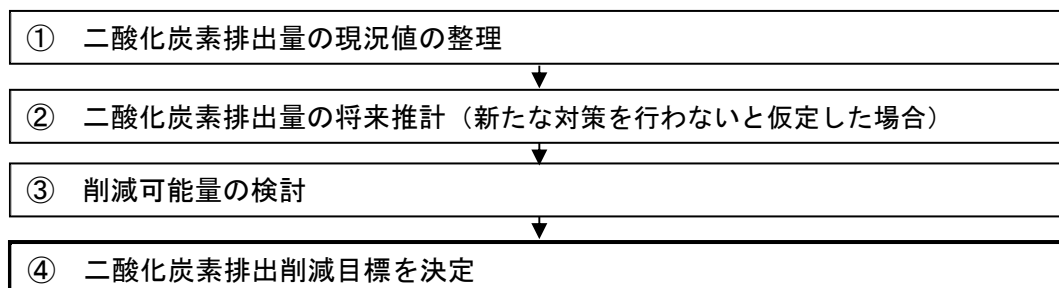 ① 二酸化炭素排出量の現況値の整理
② 二酸化炭素排出量の将来推計（新たな対策を行わないと仮定した場合）
③ 削減可能量の検討
④ 二酸化炭素排出削減目標を決定